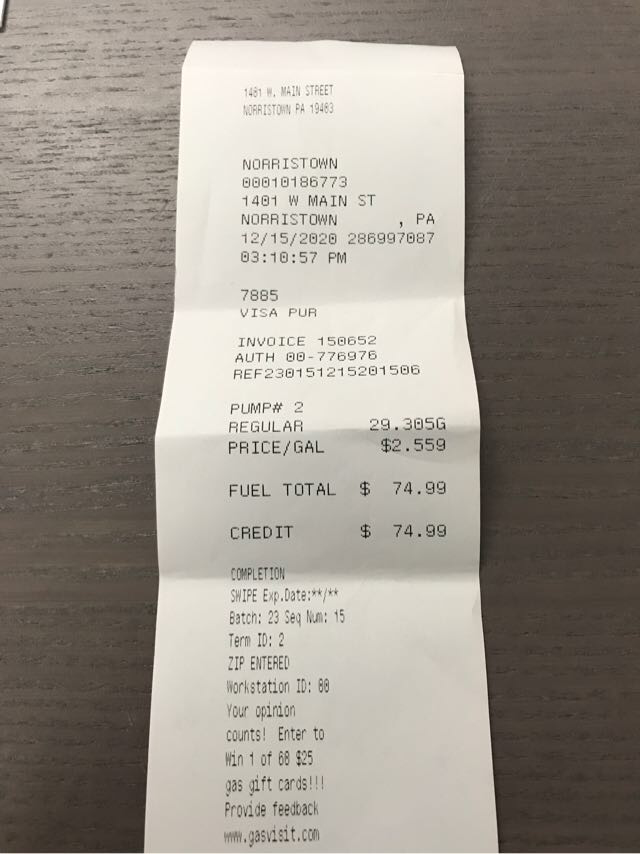 1401 W. MAIN STREET
NORRISTOWN PA 19403
NORRISTOWN
00010186773
1401 W MAIN ST
NORRISTOWN , PA
12/15/2020 286997087
03:10:57 PM
7885
VISA PUR
INVOICE 150652
AUTH 00-776976
REF230151215201506
PUMP# 2
REGULAR 29.305G
PRICE/GAL $2.559
FUEL TOTAL $ 74.99
CREDIT $ 74.99
COMPLETION
SWIPE Exp.Date:**/**
Batch: 23 Seq Num: 15
Term ID: 2
ZIP ENTERED
Workstation ID: 80
Your opinion
counts! Enter to
Win 1 of 60 $25
gas gift cards!!!
Provide feedback
www.gasvisit.com